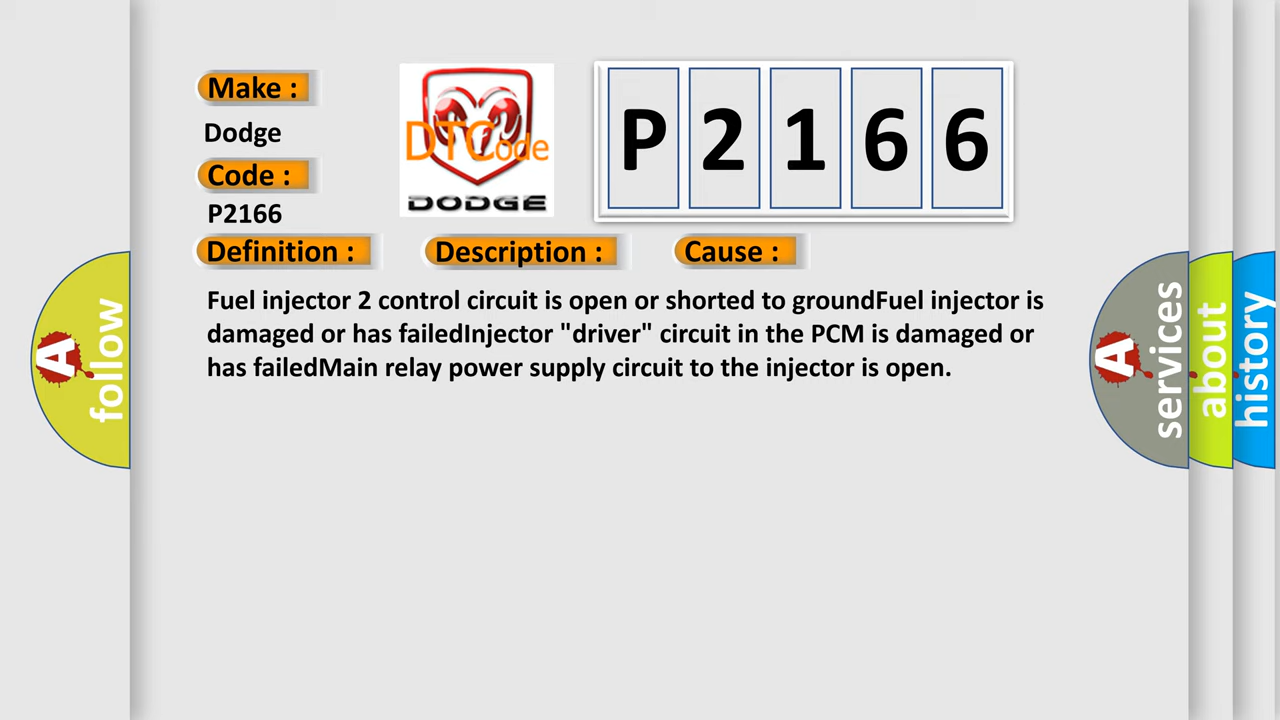 Make :
Dodge
Code :
P2166
DTCode
DODGE
P 2 1 6 6
Definition :
Description :
Cause :
Fuel injector 2 control circuit is open or shorted to groundFuel injector is
damaged or has failedInjector "driver" circuit in the PCM is damaged or
has failedMain relay power supply circuit to the injector is open.
A
follow
A
services
about
history